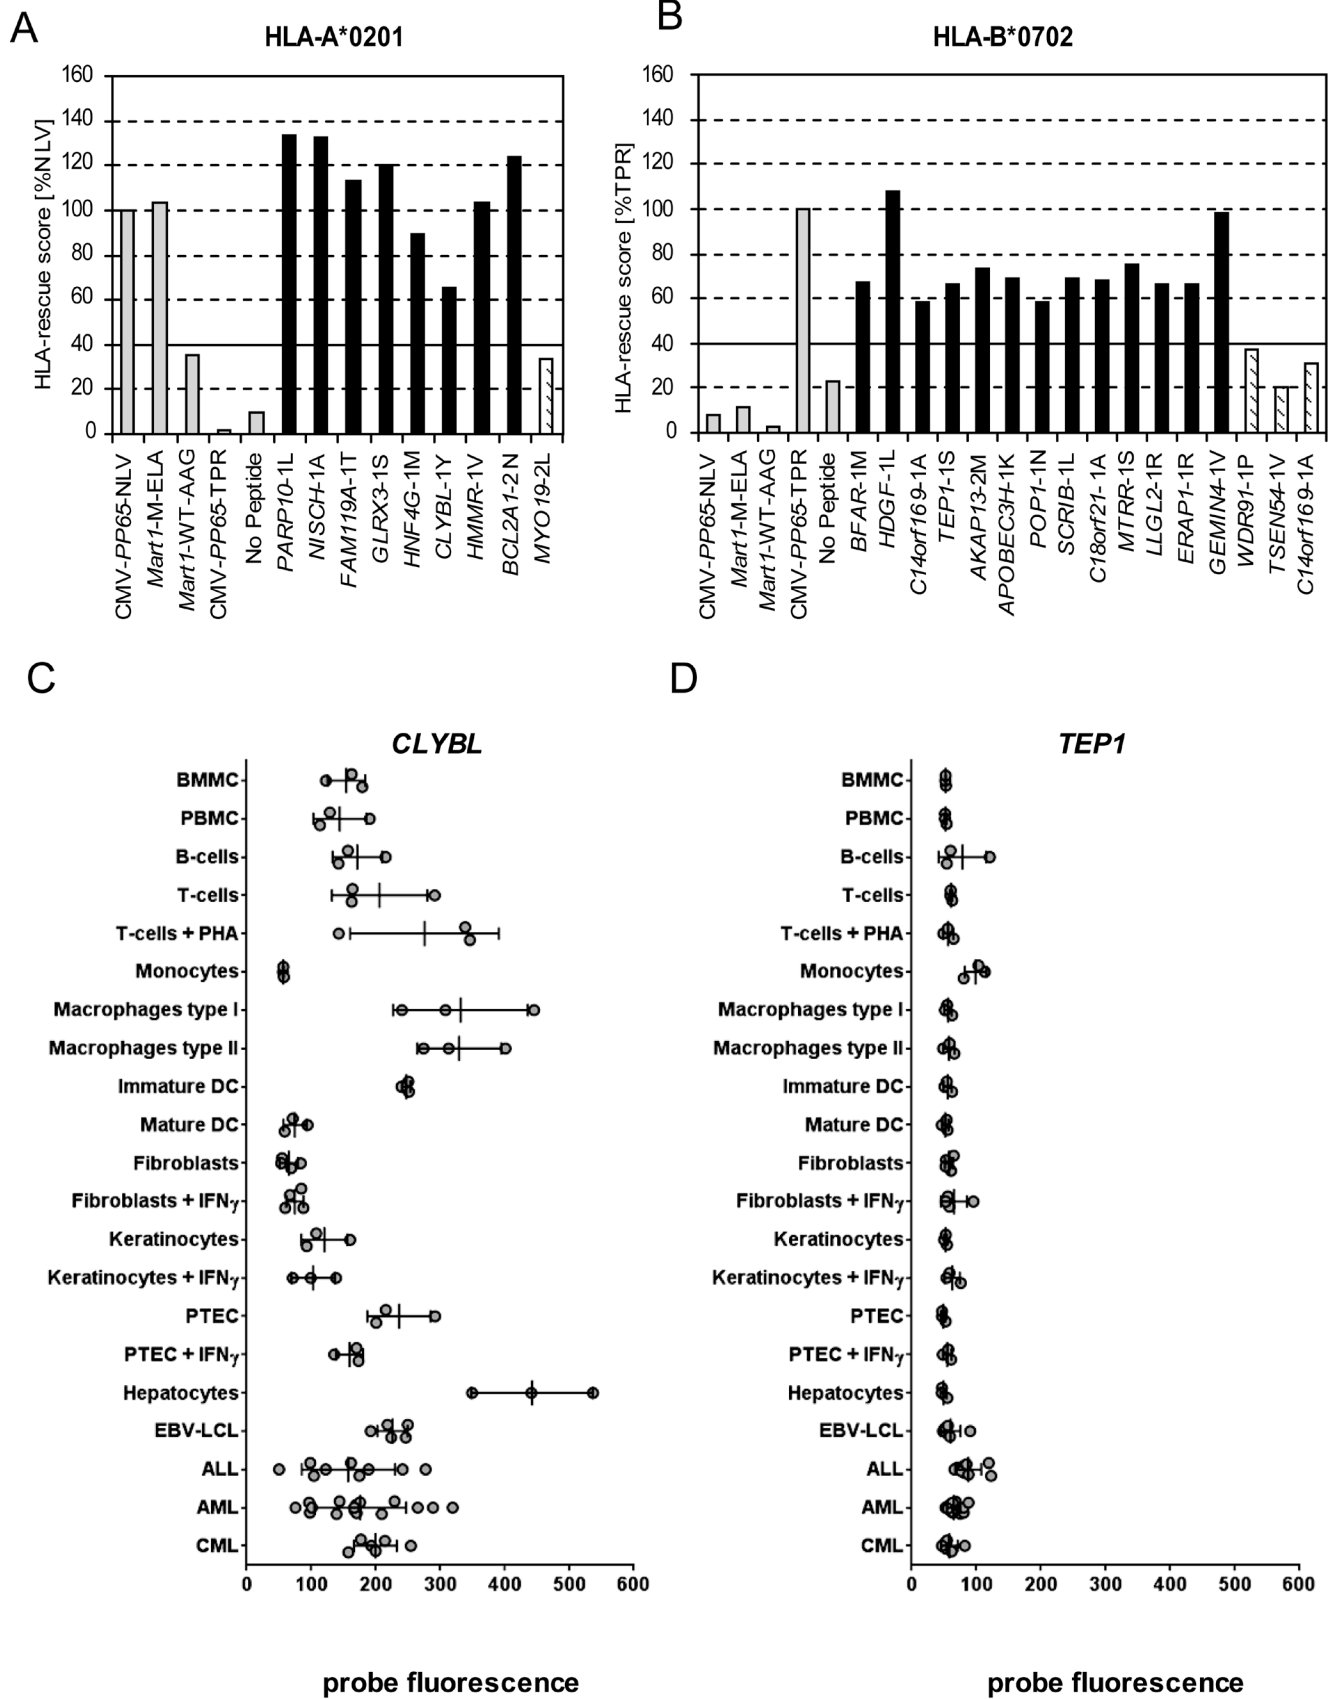 A
HLA-A*0201
HLA-rescue score [%NLV]
160
140
120
100
80
60
40
20
0
CMV-PP65-NLV
Mart1-M-ELA
Mart1-WT-AAG
CMV-PP65-TPR
No Peptide
PARP10-1L
NISCH-1A
FAM119A-1T
GLRX3-1S
HNF4G-1M
CLYBL-1Y
HMMR-1V
BCL2A1-2N
MYO19-2L
B
HLA-B*0702
HLA-rescue score [%TPR]
160
140
120
100
80
60
40
20
0
CMV-PP65-NLV
Mart1-M-ELA
Mart1-WT-AAG
CMV-PP65-TPR
No Peptide
BFAR-1M
HDGF-1L
C14orf169-1A
TEP1-1S
AKAP13-2M
APOBEC3H-1K
POP1-1N
SCRIB-1L
C18orf21-1A
MTRR-1S
LLGL2-1R
ERAP1-1R
GEMIN4-1V
WDR91-1P
TSEN54-1V
C14orf169-1A
C
CLYBL
BMMC
PBMC
B-cells
T-cells
T-cells + PHA
Monocytes
Macrophages type I
Macrophages type II
Immature DC
Mature DC
Fibroblasts
Fibroblasts + IFNγ
Keratinocytes
Keratinocytes + IFNγ
PTEC
PTEC + IFNγ
Hepatocytes
EBV-LCL
ALL
AML
CML
0 100 200 300 400 500 600
probe fluorescence
D
TEP1
BMMC
PBMC
B-cells
T-cells
T-cells + PHA
Monocytes
Macrophages type I
Macrophages type II
Immature DC
Mature DC
Fibroblasts
Fibroblasts + IFNγ
Keratinocytes
Keratinocytes + IFNγ
PTEC
PTEC + IFNγ
Hepatocytes
EBV-LCL
ALL
AML
CML
0 100 200 300 400 500 600
probe fluorescence